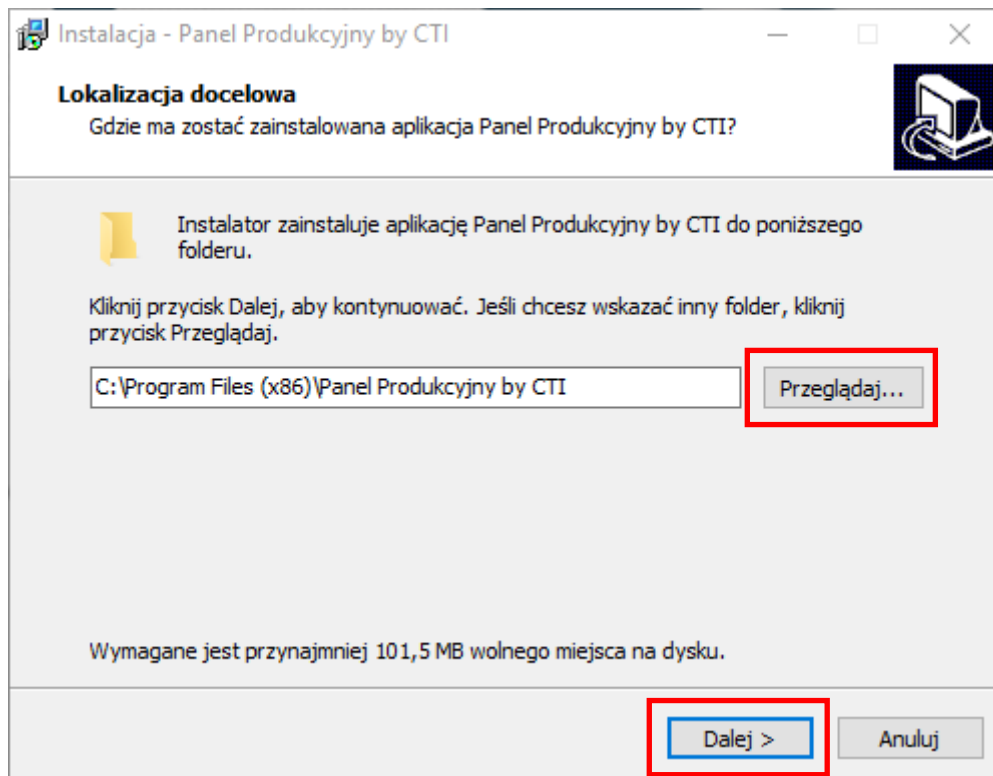 Instalacja - Panel Produkcyjny by CTI
Lokalizacja docelowa
Gdzie ma zostać zainstalowana aplikacja Panel Produkcyjny by CTI?
Instalator zainstaluje aplikację Panel Produkcyjny by CTI do poniższego
folderu.
Kliknij przycisk Dalej, aby kontynuować. Jeśli chcesz wskazać inny folder, kliknij
przycisk Przeglądaj.
C:\Program Files (x86)\Panel Produkcyjny by CTI
Przeglądaj...
Wymagane jest przynajmniej 101,5 MB wolnego miejsca na dysku.
Dalej >
Anuluj